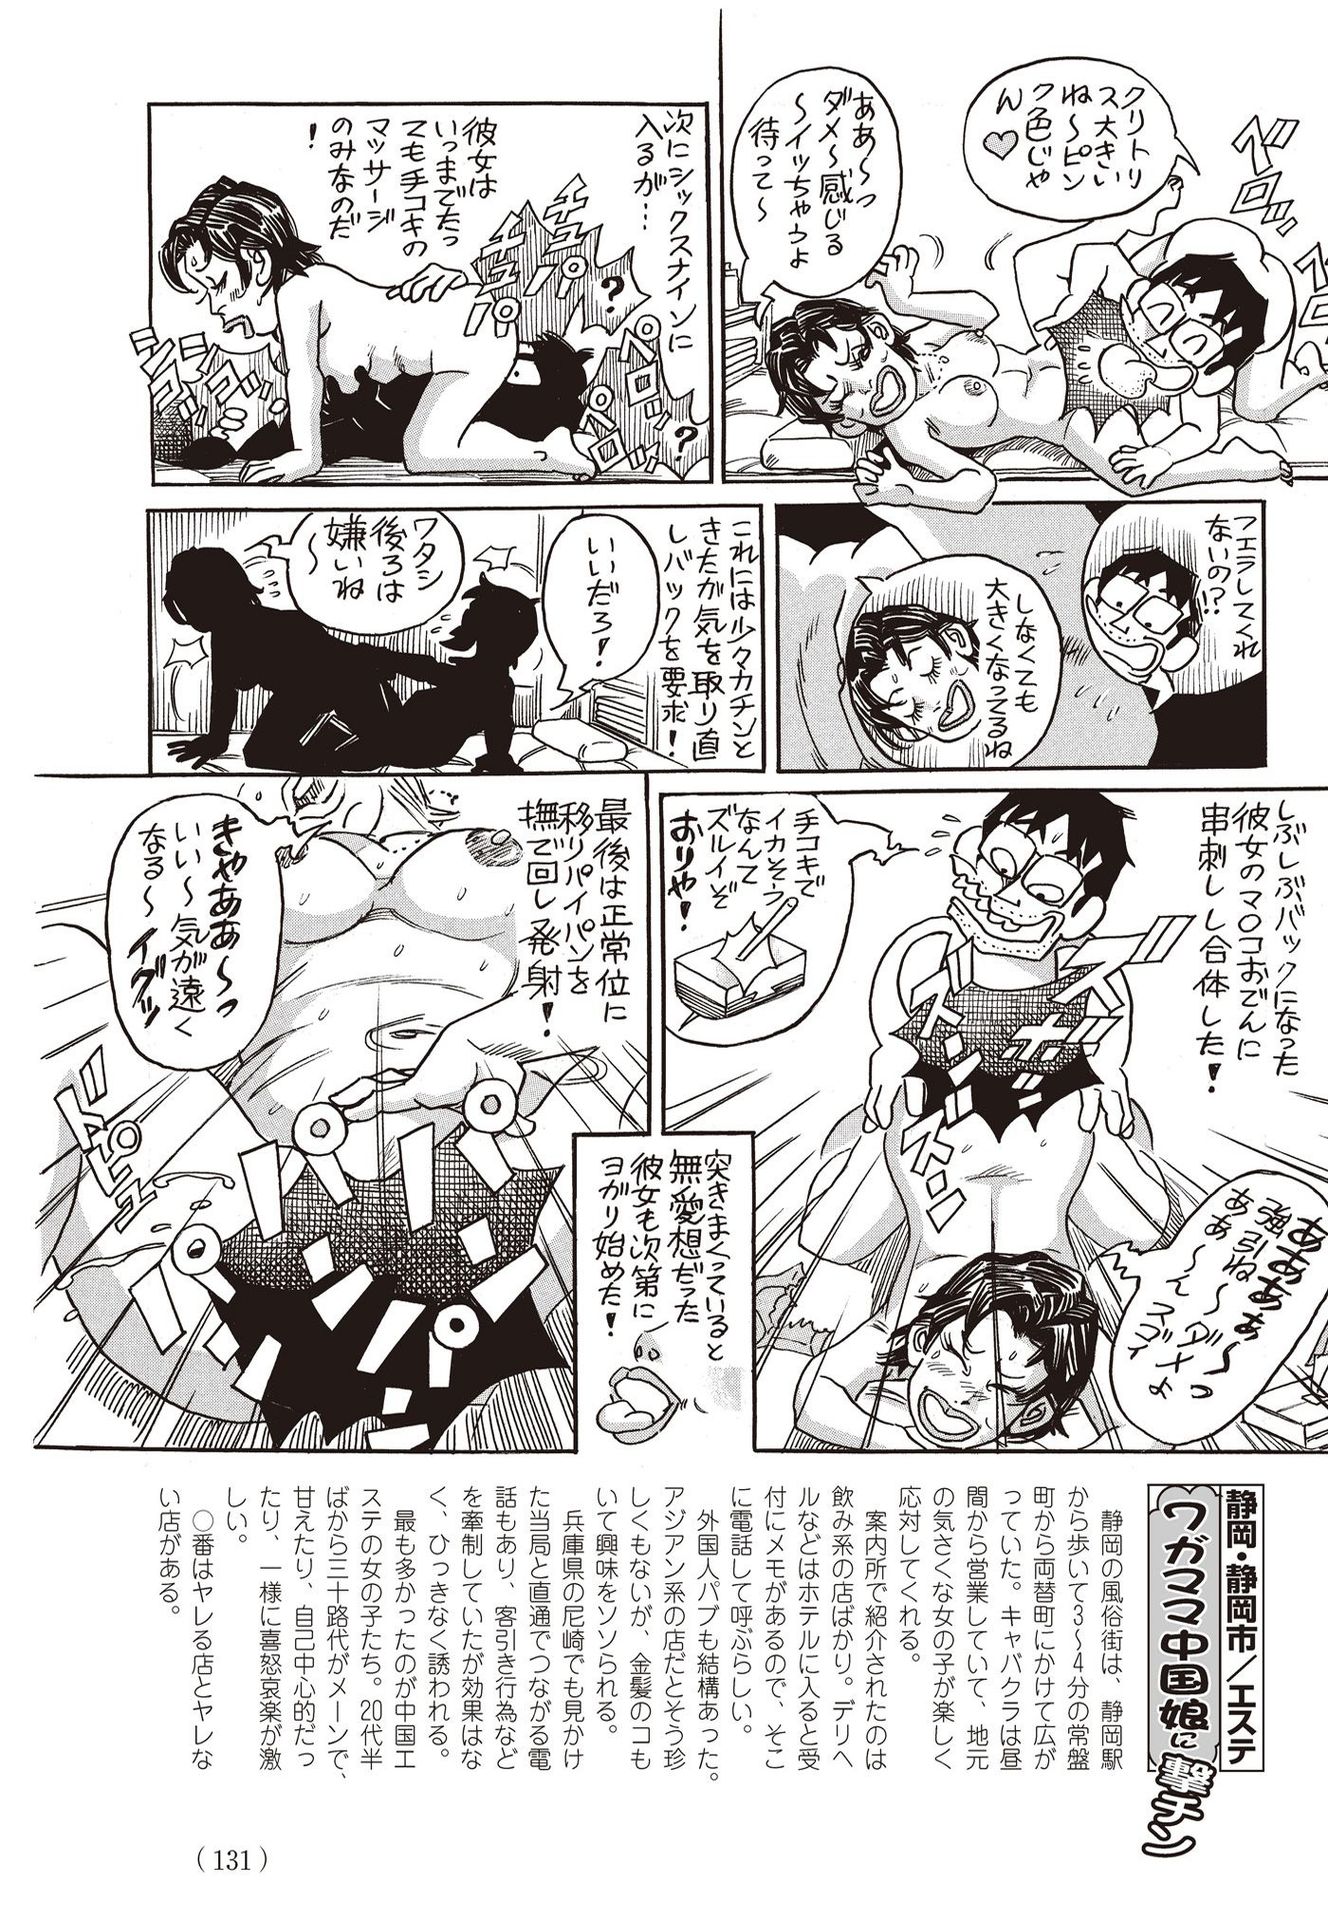 クリトリ
ス大きい
ね～ピン
ク色じゃ
ん♡
ベロ
ああ～っ
ダメ～感じる
～イッちゃうよ
待って～
次にシックスナインに
入るが…
彼女は
いつまでたっ
ても手コキの
マッサージ
のみなのだ
！
チュパ
チュパ
？
？
ペロペロ
フェラしてくれ
ないの？！！
しなくても
大きくなってるね
これには少々カチンと
きたが気を取り直
しバックを要求！
いいだろ！
ワタシ
後ろは
嫌いね
～
しぶしぶバックになった
彼女のマ○コおでんに
串刺しし合体した！
手コキで
イカそう
なんて
ズルイぞ
おりゃ！
ああああぁ～
強引ね～ダメよ
ああ～んスゴイ
突きまくっていると
無愛想だった
彼女も次第に
ヨガり始めた！
最後は正常位に
移りパイパンを
撫で回し発射！
きゃああ～っ
いい～気が遠く
なる～イグッ
静岡・静岡市／エステ
ワガママ中国娘に撃チン
　静岡の風俗街は、静岡駅
から歩いて3～4分の常盤
町から両替町にかけて広が
っていた。キャバクラは昼
間から営業していて、地元
の気さくな女の子が楽しく
応対してくれる。
　案内所で紹介されたのは
飲み系の店ばかり。デリヘ
ルなどはホテルに入ると受
付にメモがあるので、そこ
に電話して呼ぶらしい。
　外国人パブも結構あった。
アジアン系の店だとそう珍
しくもないが、金髪のコも
いて興味をソソられる。
　兵庫県の尼崎でも見かけ
た当局と直通でつながる電
話もあり、客引き行為など
を牽制していたが効果はな
く、ひっきなく誘われる。
　最も多かったのが中国エ
ステの女の子たち。20代半
ばから三十路代がメーンで、
甘えたり、自己中心的だっ
たり、一様に喜怒哀楽が激
しい。
　○番はヤレる店とヤレな
い店がある。
（131）